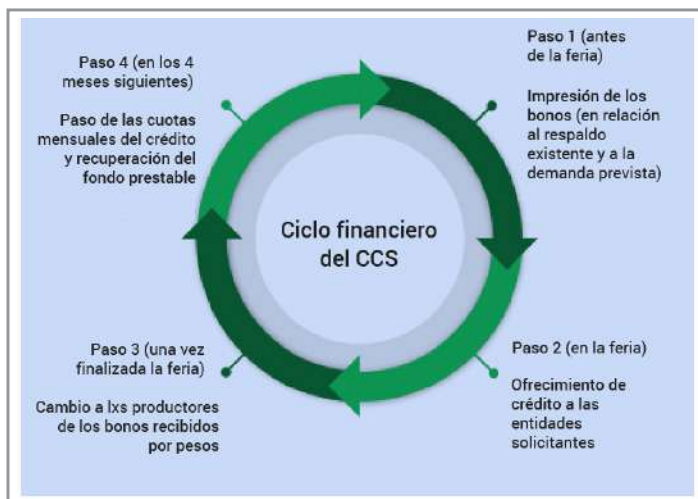 Paso 1 (antes
de la feria)
Impresión de los
bonos (en relación
al respaldo
existente y a la
demanda prevista)
Paso 2 (en la feria)
Ofrecimiento de
crédito a las
entidades
solicitantes
Paso 3 (una vez
finalizada la feria)
Cambio a lxs productores
de los bonos recibidos
por pesos
Paso 4 (en los 4
meses siguientes)
Paso de las cuotas
mensuales del crédito
y recuperación del
fondo prestable
Ciclo financiero
del CCS